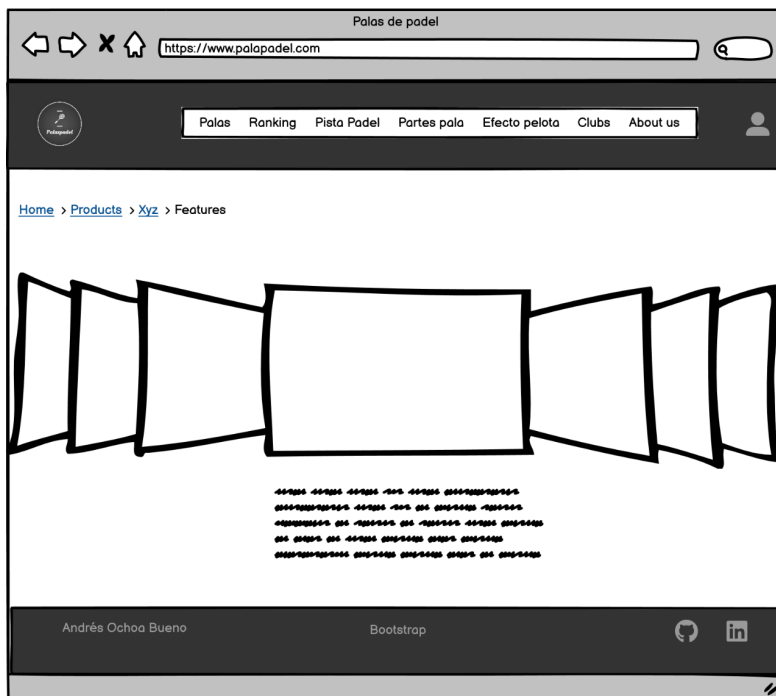 Palas de padel
https://www.palapadel.com
Palapadel
Palas Ranking Pista Padel Partes pala Efecto pelota Clubs About us
Home > Products > Xyz > Features
Andrés Ochoa Bueno
Bootstrap
in